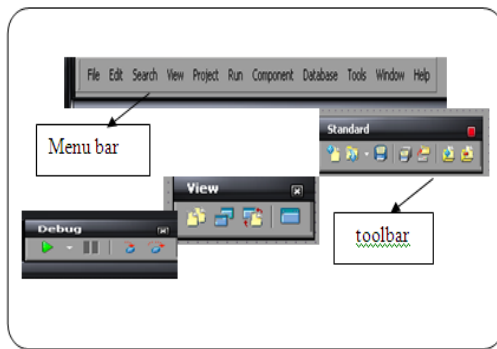 File Edit Search View Project Run Component Database Tools Window Help
Standard
Menu bar
View
toolbar
Debug